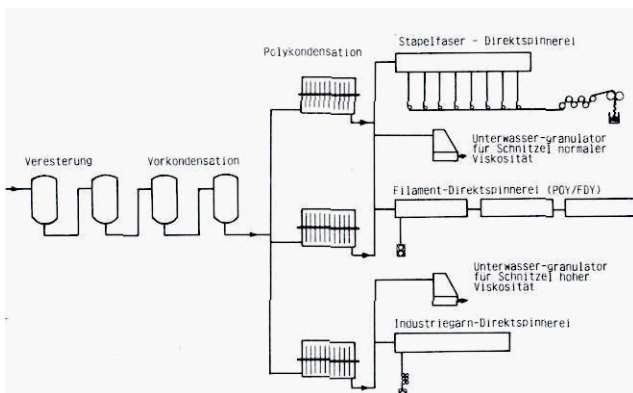 Stapelfaser - Direktspinnerei
Polykondensation
Unterwasser-granulator
für Schnitzel normaler
Viskosität
Veresterung
Vorkondensation
Filament-Direktspinnerei (POY/FDY)
Unterwasser-granulator
für Schnitzel hoher
Viskosität
Industriegarn-Direktspinnerei